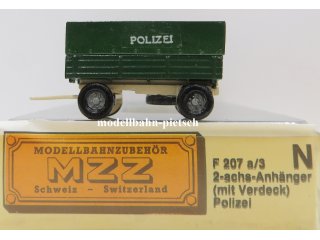 POLIZEI
modellbahn-pietsch
MODELLBAHNZUBEHÖR
MZZ
Schweiz - Switzerland
F 207 a/3
2-achs-Anhänger
(mit Verdeck)
Polizei
N